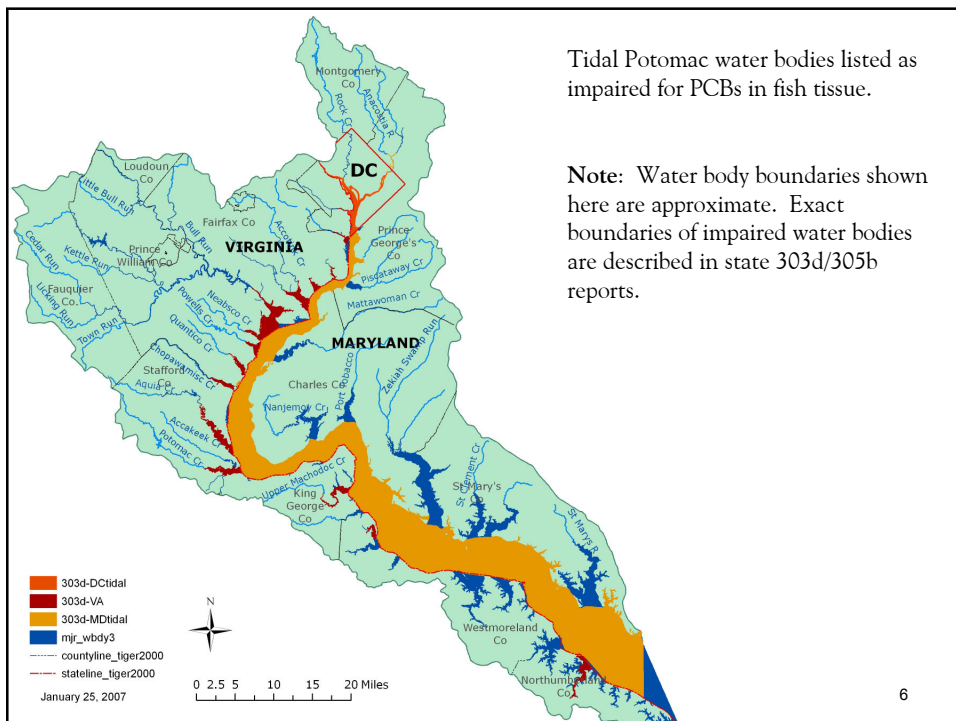 Tidal Potomac water bodies listed as
impaired for PCBs in fish tissue.
Note: Water body boundaries shown
here are approximate. Exact
boundaries of impaired water bodies
are described in state 303d/305b
reports.
Montgomery
Co
Rock Cr
Anacostia R
DC
Loudoun
Co
Little Bull Run
Bull Run
Fairfax Co
Accotink Cr
Prince
George's
Co
VIRGINIA
Cedar Run
Kettle Run
Prince
William Co
Piscataway Cr
Fauquier
Co.
Licking Run
Town Run
Neabsco Cr
Powells Cr
Quantico Cr
Mattawoman Cr
MARYLAND
Zekiah Swamp Run
Chopawamsic Cr
Stafford
Co
Aquia Cr
Charles Co
Port Tobacco
Nanjemoy Cr
Accakeek Cr
Potomac Cr
Upper Machodoc Cr
King
George
Co
St Clement Cr
St Mary's
Co
St Marys R
Westmoreland
Co
Northumberland
Co.
303d-DCtidal
303d-VA
303d-MDtidal
mjr_wbdy3
countyline_tiger2000
stateline_tiger2000
N
January 25, 2007
0 2.5 5 10 15 20 Miles
6